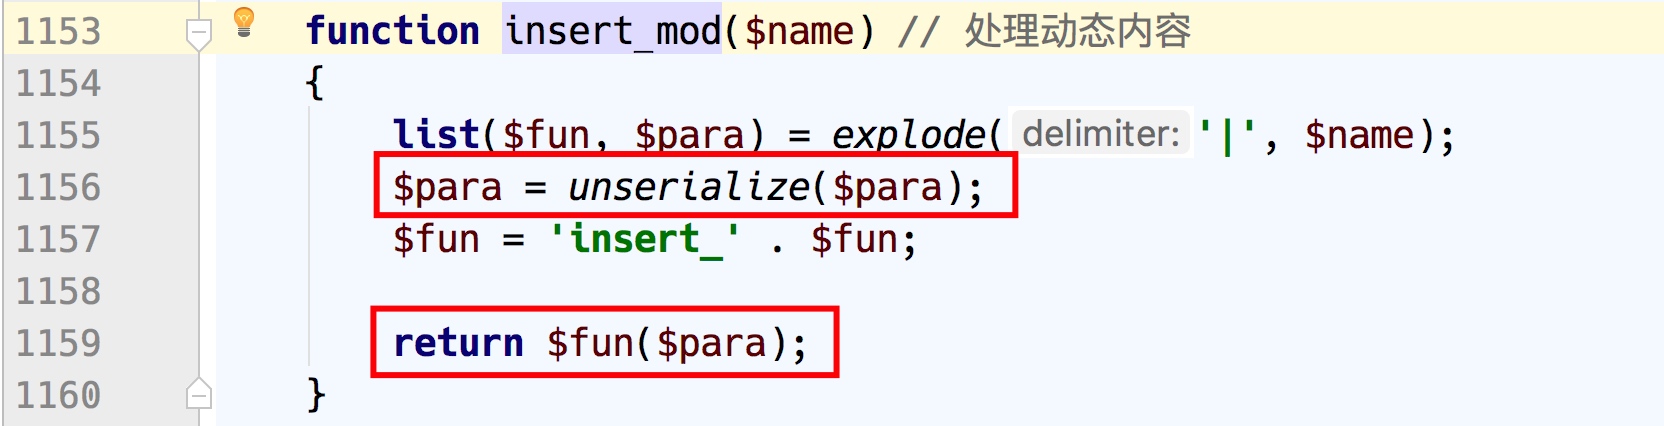 1153 function insert_mod($name) // 处理动态内容
1154 {
1155 list($fun, $para) = explode( delimiter: '|', $name);
1156 $para = unserialize($para);
1157 $fun = 'insert_' . $fun;
1158
1159 return $fun($para);
1160 }